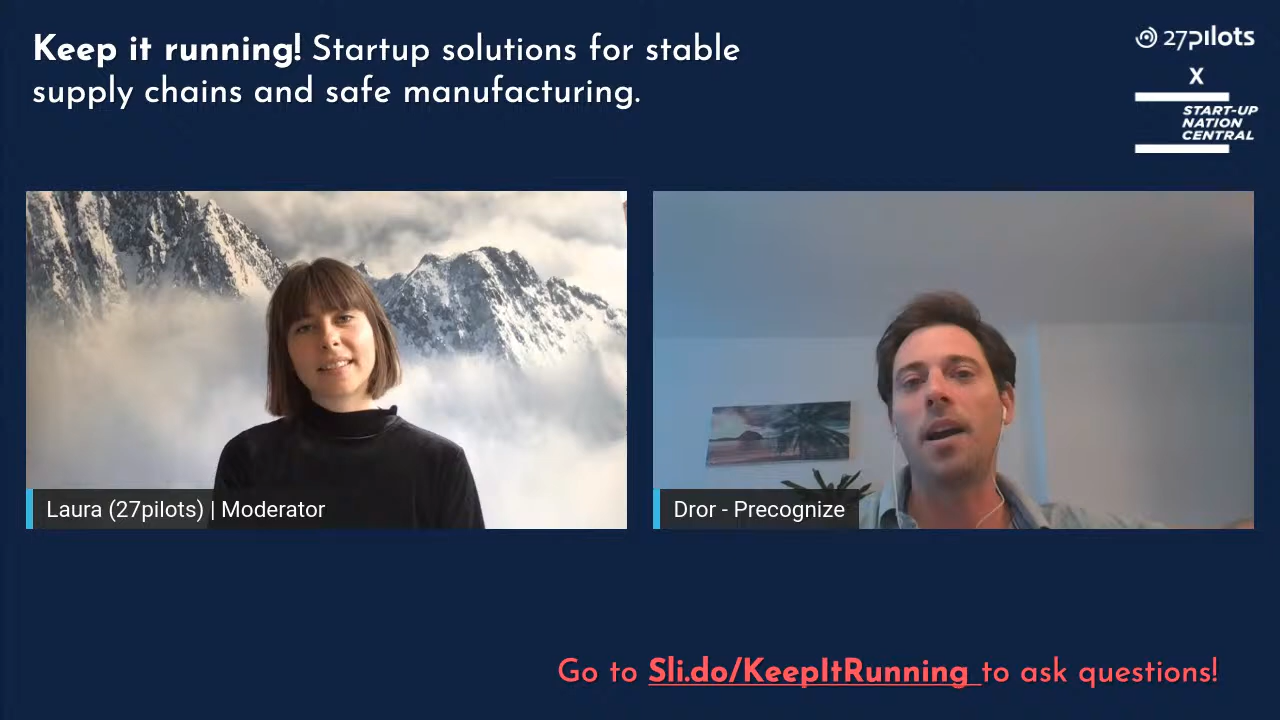 Keep it running! Startup solutions for stable
supply chains and safe manufacturing.
27pilots
X
START-UP
NATION
CENTRAL
Laura (27pilots) | Moderator
Dror - Precognize
Go to Sli.do/KeepItRunning to ask questions!